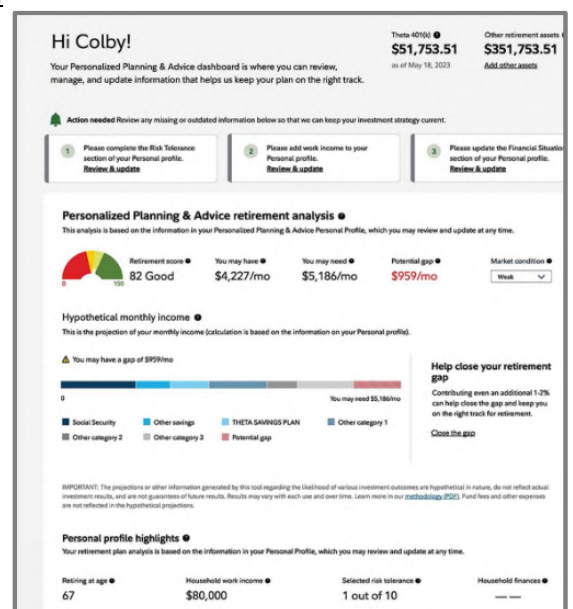 Hi Colby!
Your Personalized Planning & Advice dashboard is where you can review,
manage, and update information that helps us keep your plan on the right track.
Theta 401(k)
$51,753.51
as of May 18, 2023
Other retirement assets
$351,753.51
Add other assets
Action needed Review any missing or outdated information below so that we can keep your investment strategy current.
1
Please complete the Risk Tolerance
section of your Personal profile.
Review & update
2
Please add work income to your
Personal profile.
Review & update
3
Please update the Financial Situation
section of your Personal profile.
Review & update
Personalized Planning & Advice retirement analysis
This analysis is based on the information in your Personalized Planning & Advice Personal Profile, which you may review and update at any time.
0
150
Retirement score
82 Good
You may have
$4,227/mo
You may need
$5,186/mo
Potential gap
$959/mo
Market condition
Weak
Hypothetical monthly income
This is the projection of your monthly income (calculation is based on the information on your Personal profile).
You may have a gap of $959/mo
0
You may need $5,186/mo
Social Security
Other savings
THETA SAVINGS PLAN
Other category 1
Other category 2
Other category 3
Potential gap
Help close your retirement
gap
Contributing even an additional 1-2%
can help close the gap and keep you
on the right track for retirement.
Close the gap
IMPORTANT: The projections or other information generated by this tool regarding the likelihood of various investment outcomes are hypothetical in nature, do not reflect actual
investment results, and are not guarantees of future results. Results may vary with each use and over time. Learn more in our methodology (PDF). Fund fees and other expenses
are not reflected in the hypothetical projections.
Personal profile highlights
Your retirement plan analysis is based on the information in your Personal Profile, which you may review and update at any time.
Retiring at age
67
Household work income
$80,000
Selected risk tolerance
1 out of 10
Household finances
— —